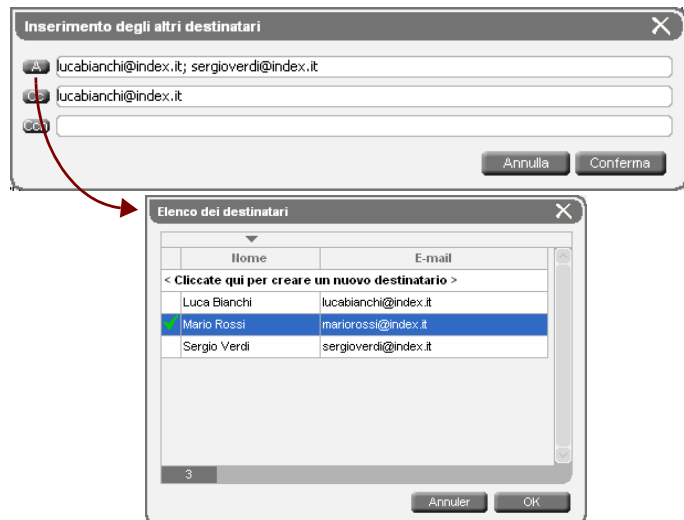 Inserimento degli altri destinatari
A lucabianchi@index.it; sergioverdi@index.it
Cc lucabianchi@index.it
Ccn
Annulla Conferma
Elenco dei destinatari
Nome E-mail
< Cliccate qui per creare un nuovo destinatario >
Luca Bianchi lucabianchi@index.it
Mario Rossi mariorossi@index.it
Sergio Verdi sergioverdi@index.it
3
Annuler OK